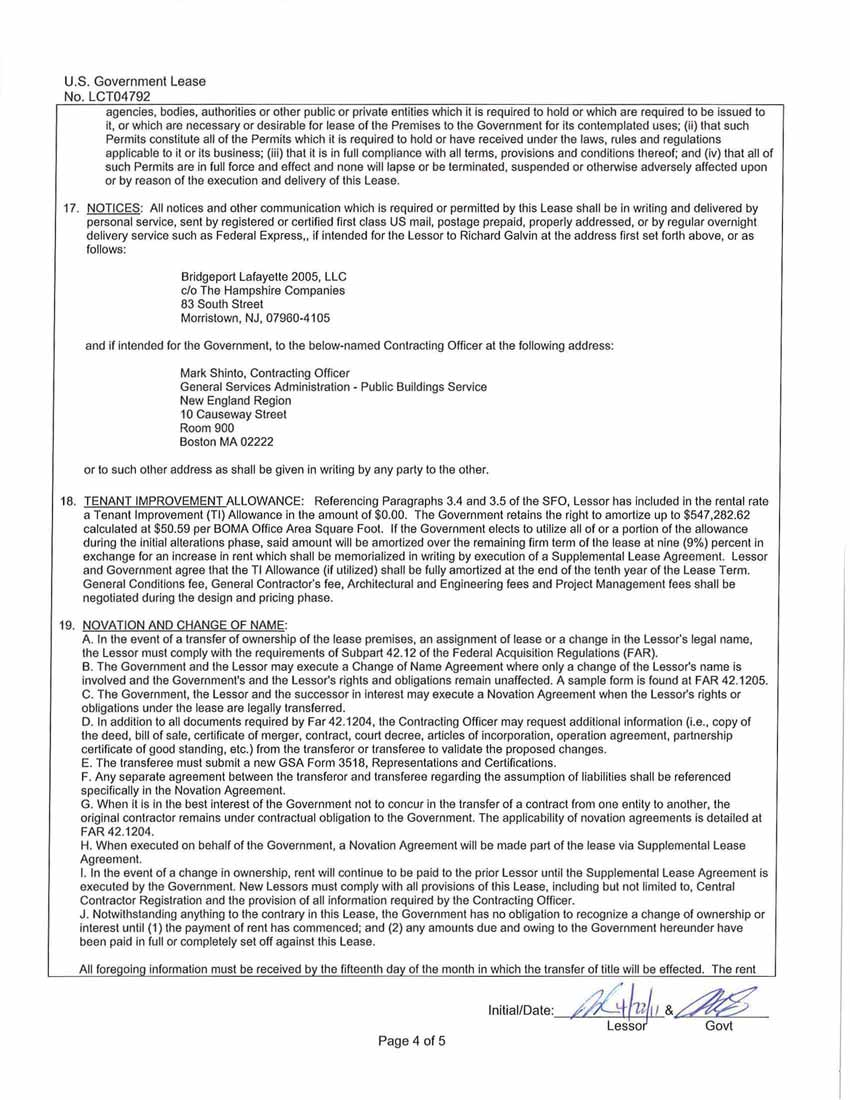 U.S. Government Lease
No. LCT04792
agencies, bodies, authorities or other public or private entities which it is required to hold or which are required to be issued to
it, or which are necessary or desirable for lease of the Premises to the Government for its contemplated uses; (ii) that such
Permits constitute all of the Permits which it is required to hold or have received under the laws, rules and regulations
applicable to it or its business; (iii) that it is in full compliance with all terms, provisions and conditions thereof; and (iv) that all of
such Permits are in full force and effect and none will lapse or be terminated, suspended or otherwise adversely affected upon
or by reason of the execution and delivery of this Lease.
17. NOTICES: All notices and other communication which is required or permitted by this Lease shall be in writing and delivered by
personal service, sent by registered or certified first class US mail, postage prepaid, properly addressed, or by regular overnight
delivery service such as Federal Express,, if intended for the Lessor to Richard Galvin at the address first set forth above, or as
follows:
Bridgeport Lafayette 2005, LLC
c/o The Hampshire Companies
83 South Street
Morristown, NJ, 07960-4105
and if intended for the Government, to the below-named Contracting Officer at the following address:
Mark Shinto, Contracting Officer
General Services Administration - Public Buildings Service
New England Region
10 Causeway Street
Room 900
Boston MA 02222
or to such other address as shall be given in writing by any party to the other.
18. TENANT IMPROVEMENT ALLOWANCE: Referencing Paragraphs 3.4 and 3.5 of the SFO, Lessor has included in the rental rate
a Tenant Improvement (TI) Allowance in the amount of $0.00. The Government retains the right to amortize up to $547,282.62
calculated at $50.59 per BOMA Office Area Square Foot. If the Government elects to utilize all of or a portion of the allowance
during the initial alterations phase, said amount will be amortized over the remaining firm term of the lease at nine (9%) percent in
exchange for an increase in rent which shall be memorialized in writing by execution of a Supplemental Lease Agreement. Lessor
and Government agree that the TI Allowance (if utilized) shall be fully amortized at the end of the tenth year of the Lease Term.
General Conditions fee, General Contractor's fee, Architectural and Engineering fees and Project Management fees shall be
negotiated during the design and pricing phase.
19. NOVATION AND CHANGE OF NAME:
A. In the event of a transfer of ownership of the lease premises, an assignment of lease or a change in the Lessor's legal name,
the Lessor must comply with the requirements of Subpart 42.12 of the Federal Acquisition Regulations (FAR).
B. The Government and the Lessor may execute a Change of Name Agreement where only a change of the Lessor's name is
involved and the Government's and the Lessor's rights and obligations remain unaffected. A sample form is found at FAR 42.1205.
C. The Government, the Lessor and the successor in interest may execute a Novation Agreement when the Lessor's rights or
obligations under the lease are legally transferred.
D. In addition to all documents required by Far 42.1204, the Contracting Officer may request additional information (i.e., copy of
the deed, bill of sale, certificate of merger, contract, court decree, articles of incorporation, operation agreement, partnership
certificate of good standing, etc.) from the transferor or transferee to validate the proposed changes.
E. The transferee must submit a new GSA Form 3518, Representations and Certifications.
F. Any separate agreement between the transferor and transferee regarding the assumption of liabilities shall be referenced
specifically in the Novation Agreement.
G. When it is in the best interest of the Government not to concur in the transfer of a contract from one entity to another, the
original contractor remains under contractual obligation to the Government. The applicability of novation agreements is detailed at
FAR 42.1204.
H. When executed on behalf of the Government, a Novation Agreement will be made part of the lease via Supplemental Lease
Agreement.
I. In the event of a change in ownership, rent will continue to be paid to the prior Lessor until the Supplemental Lease Agreement is
executed by the Government. New Lessors must comply with all provisions of this Lease, including but not limited to, Central
Contractor Registration and the provision of all information required by the Contracting Officer.
J. Notwithstanding anything to the contrary in this Lease, the Government has no obligation to recognize a change of ownership or
interest until (1) the payment of rent has commenced; and (2) any amounts due and owing to the Government hereunder have
been paid in full or completely set off against this Lease.
All foregoing information must be received by the fifteenth day of the month in which the transfer of title will be effected. The rent
Initial/Date: 4/22/11 &
Lessor Govt
Page 4 of 5